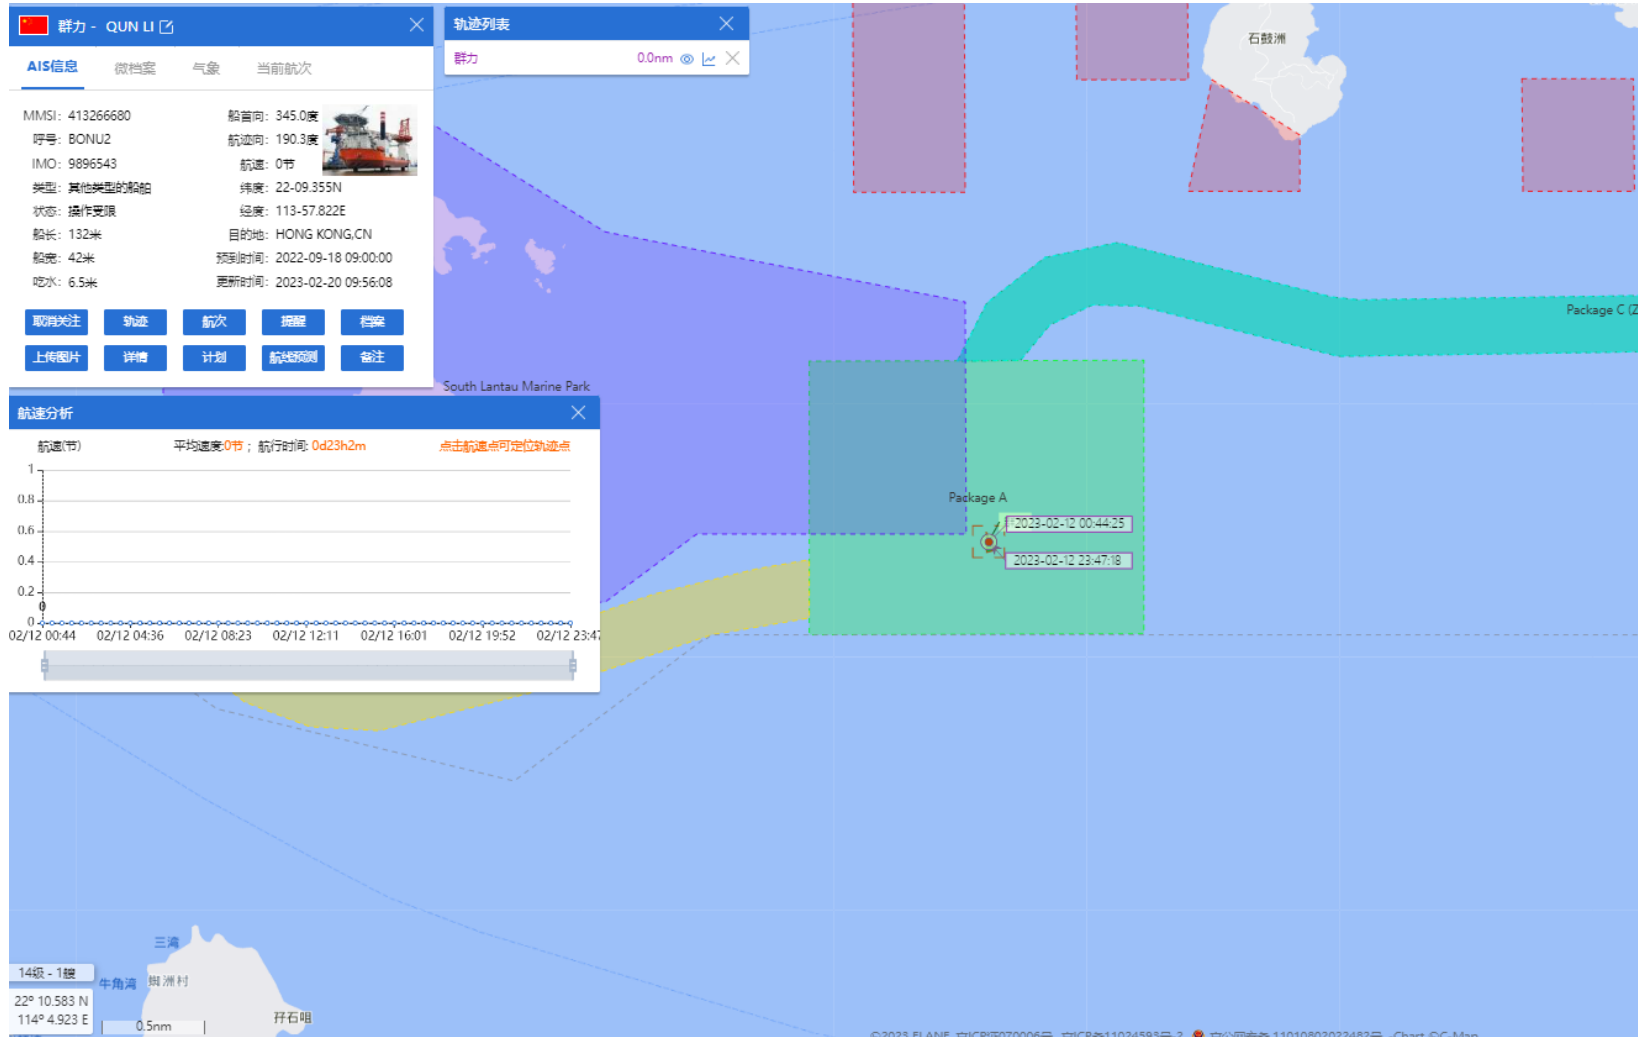 群力 - QUN LI
AIS信息 微档案 气象 当前航次
MMSI: 413266680 船首向: 345.0度
呼号: BONU2 航迹向: 190.3度
IMO: 9896543 航速: 0节
类型: 其他类型的船舶 纬度: 22-09.355N
状态: 操作受限 经度: 113-57.822E
船长: 132米 目的地: HONG KONG,CN
船宽: 42米 预到时间: 2022-09-18 09:00:00
吃水: 6.5米 更新时间: 2023-02-20 09:56:08
取消关注 轨迹 航次 提醒 档案
上传图片 详情 计划 航线预测 备注
轨迹列表
群力 0.0nm
石鼓洲
Package C (Z
South Lantau Marine Park
航速分析
航速(节) 平均速度:0节 ; 航行时间: 0d23h2m 点击航速点可定位轨迹点
1
0.8
0.6
0.4
0.2
0
0
02/12 00:44 02/12 04:36 02/12 08:23 02/12 12:11 02/12 16:01 02/12 19:52 02/12 23:47
Package A
2023-02-12 00:44:25
2023-02-12 23:47:18
三湾
牛角湾
蜘洲村
孖石咀
14级 - 1艘
22º 10.583 N
114º 4.923 E
0.5nm